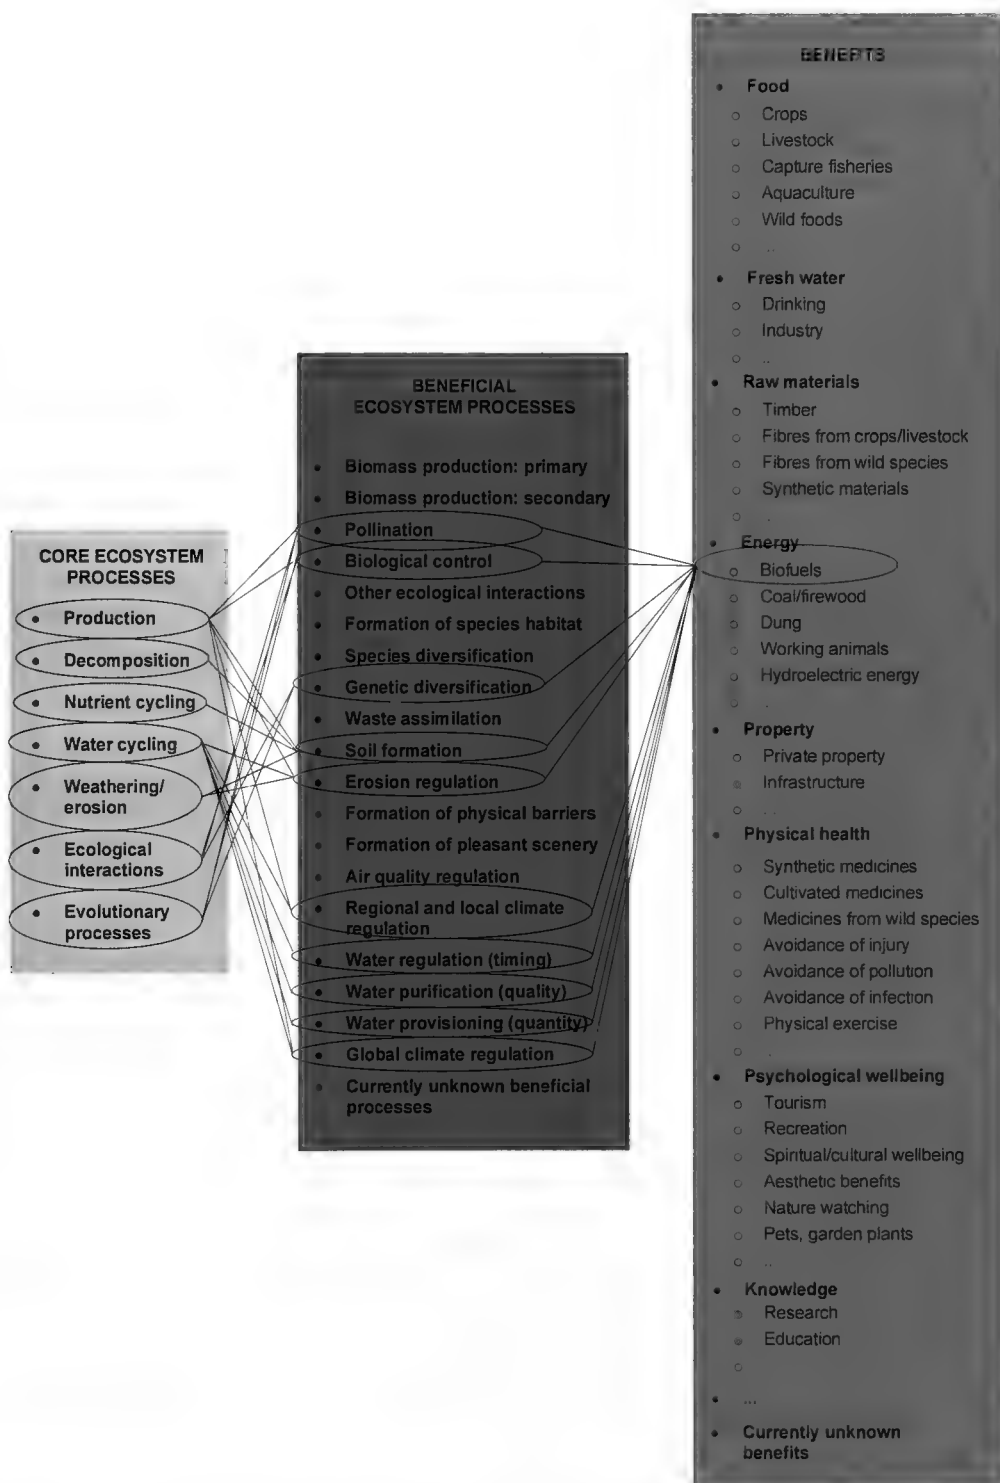 CORE ECOSYSTEM
PROCESSES
• Production
• Decomposition
• Nutrient cycling
• Water cycling
• Weathering/
erosion
• Ecological
interactions
• Evolutionary
processes
BENEFICIAL
ECOSYSTEM PROCESSES
• Biomass production: primary
• Biomass production: secondary
• Pollination
• Biological control
• Other ecological interactions
• Formation of species habitat
• Species diversification
• Genetic diversification
• Waste assimilation
• Soil formation
• Erosion regulation
• Formation of physical barriers
• Formation of pleasant scenery
• Air quality regulation
• Regional and local climate
regulation
• Water regulation (timing)
• Water purification (quality)
• Water provisioning (quantity)
• Global climate regulation
• Currently unknown beneficial
processes
BENEFITS
• Food
o Crops
o Livestock
o Capture fisheries
o Aquaculture
o Wild foods
o ..
• Fresh water
o Drinking
o Industry
o ..
• Raw materials
o Timber
o Fibres from crops/livestock
o Fibres from wild species
o Synthetic materials
o .
• Energy
o Biofuels
o Coal/firewood
o Dung
o Working animals
o Hydroelectric energy
o .
• Property
o Private property
o Infrastructure
o ..
• Physical health
o Synthetic medicines
o Cultivated medicines
o Medicines from wild species
o Avoidance of injury
o Avoidance of pollution
o Avoidance of infection
o Physical exercise
o .
• Psychological wellbeing
o Tourism
o Recreation
o Spiritual/cultural wellbeing
o Aesthetic benefits
o Nature watching
o Pets, garden plants
o ..
• Knowledge
o Research
o Education
o
• ...
• Currently unknown
benefits